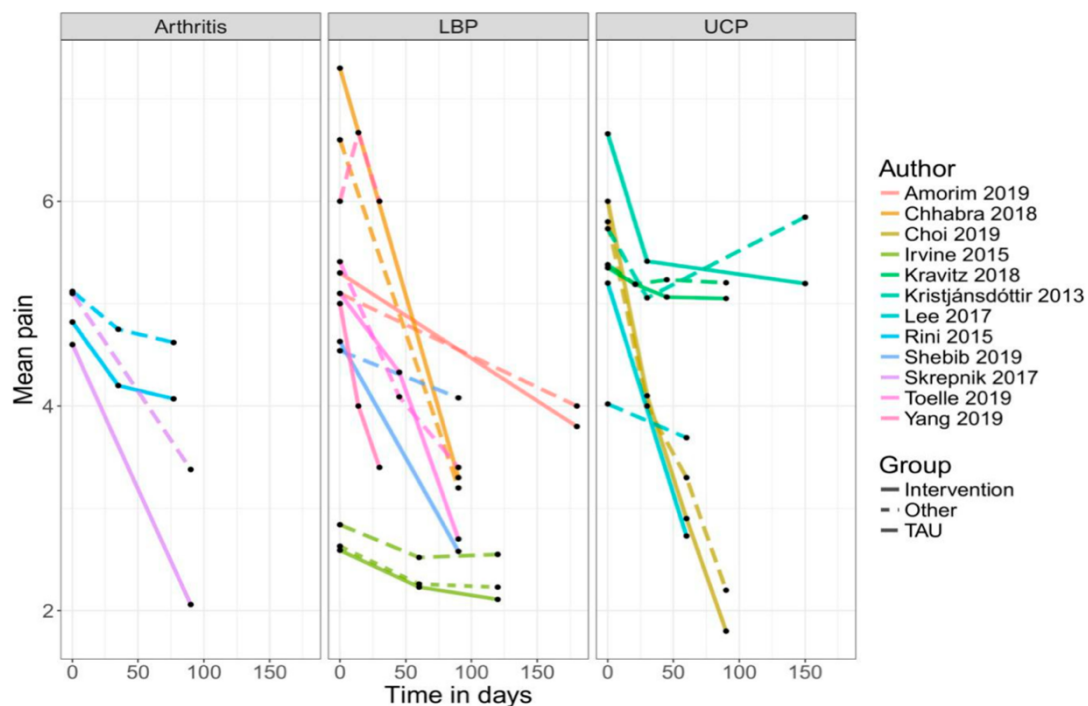 Arthritis
LBP
UCP
Mean pain
6
4
2
0 50 100 150
0 50 100 150
0 50 100 150
Time in days
Author
Amorim 2019
Chhabra 2018
Choi 2019
Irvine 2015
Kravitz 2018
Kristjánsdóttir 2013
Lee 2017
Rini 2015
Shebib 2019
Skrepnik 2017
Toelle 2019
Yang 2019
Group
Intervention
Other
TAU